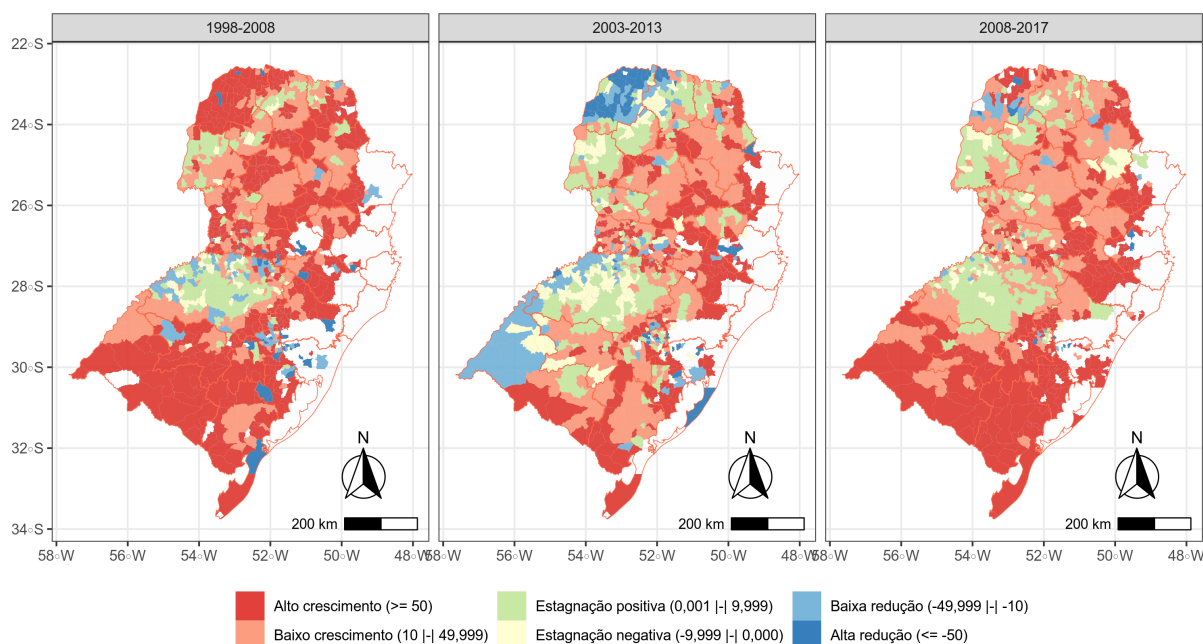 1998-2008 2003-2013 2008-2017
22°S
24°S
26°S
28°S
30°S
32°S
34°S
N N N
200 km 200 km 200 km
58°W 56°W 54°W 52°W 50°W 48°W 58°W 56°W 54°W 52°W 50°W 48°W 58°W 56°W 54°W 52°W 50°W 48°W
Alto crescimento (>= 50) Estagnação positiva (0,001 |-| 9,999) Baixa redução (-49,999 |-| -10)
Baixo crescimento (10 |-| 49,999) Estagnação negativa (-9,999 |-| 0,000) Alta redução (<= -50)